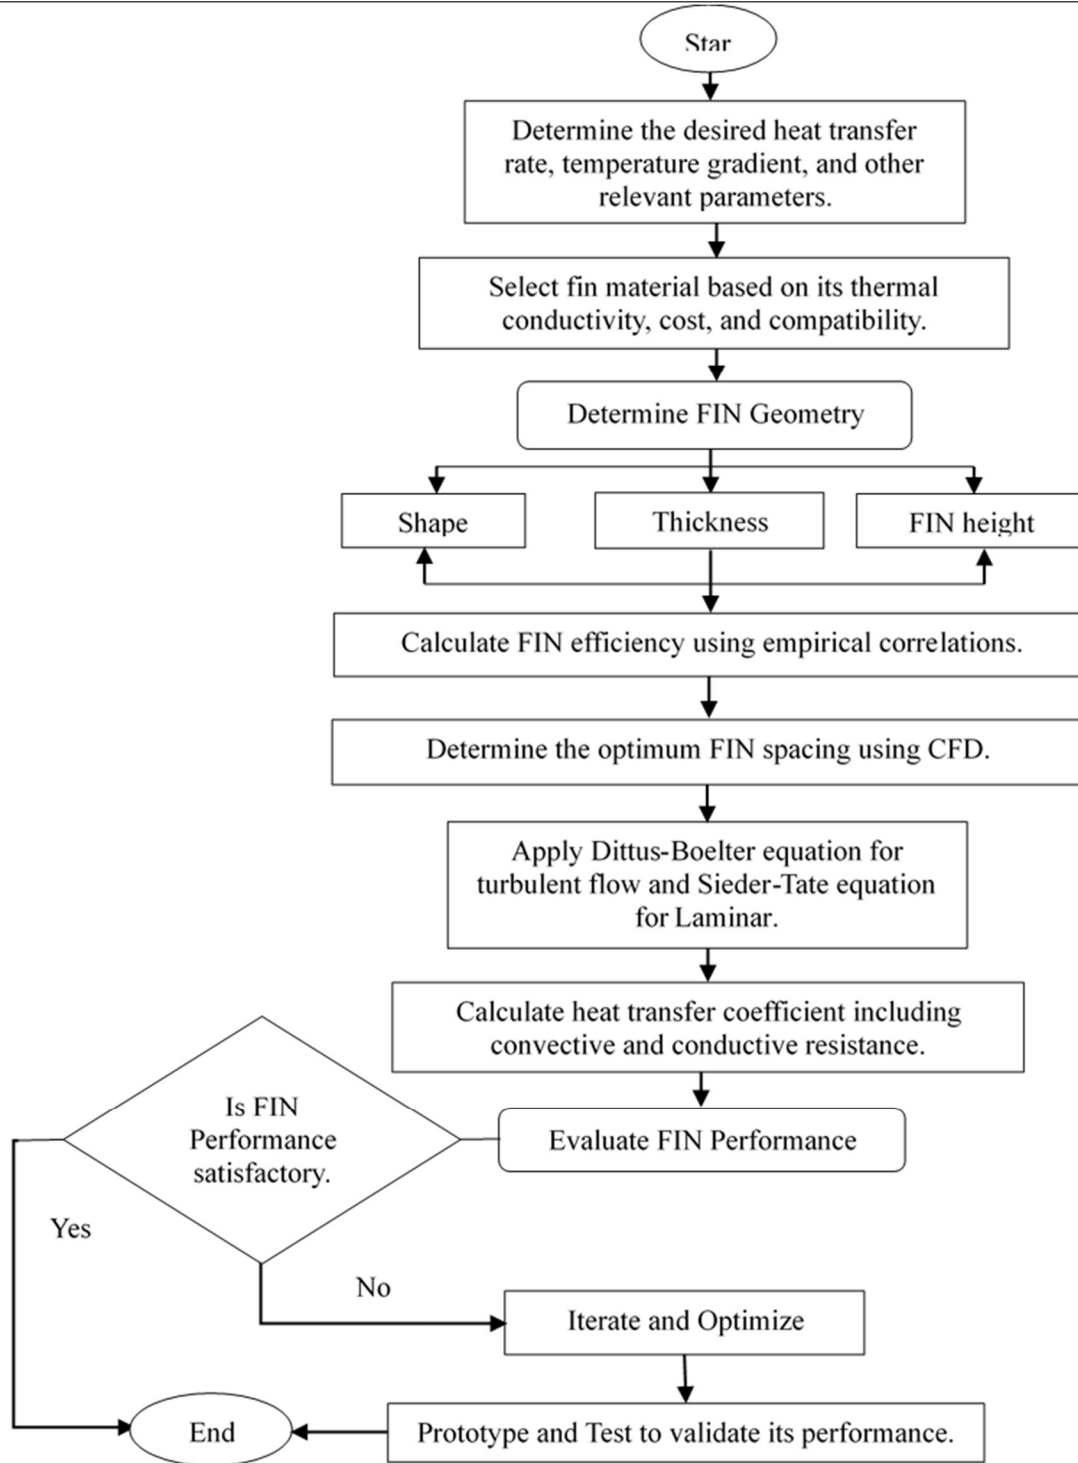 Star
Determine the desired heat transfer
rate, temperature gradient, and other
relevant parameters.
Select fin material based on its thermal
conductivity, cost, and compatibility.
Determine FIN Geometry
Shape
Thickness
FIN height
Calculate FIN efficiency using empirical correlations.
Determine the optimum FIN spacing using CFD.
Apply Dittus-Boelter equation for
turbulent flow and Sieder-Tate equation
for Laminar.
Calculate heat transfer coefficient including
convective and conductive resistance.
Is FIN
Performance
satisfactory.
Evaluate FIN Performance
Yes
No
Iterate and Optimize
End
Prototype and Test to validate its performance.